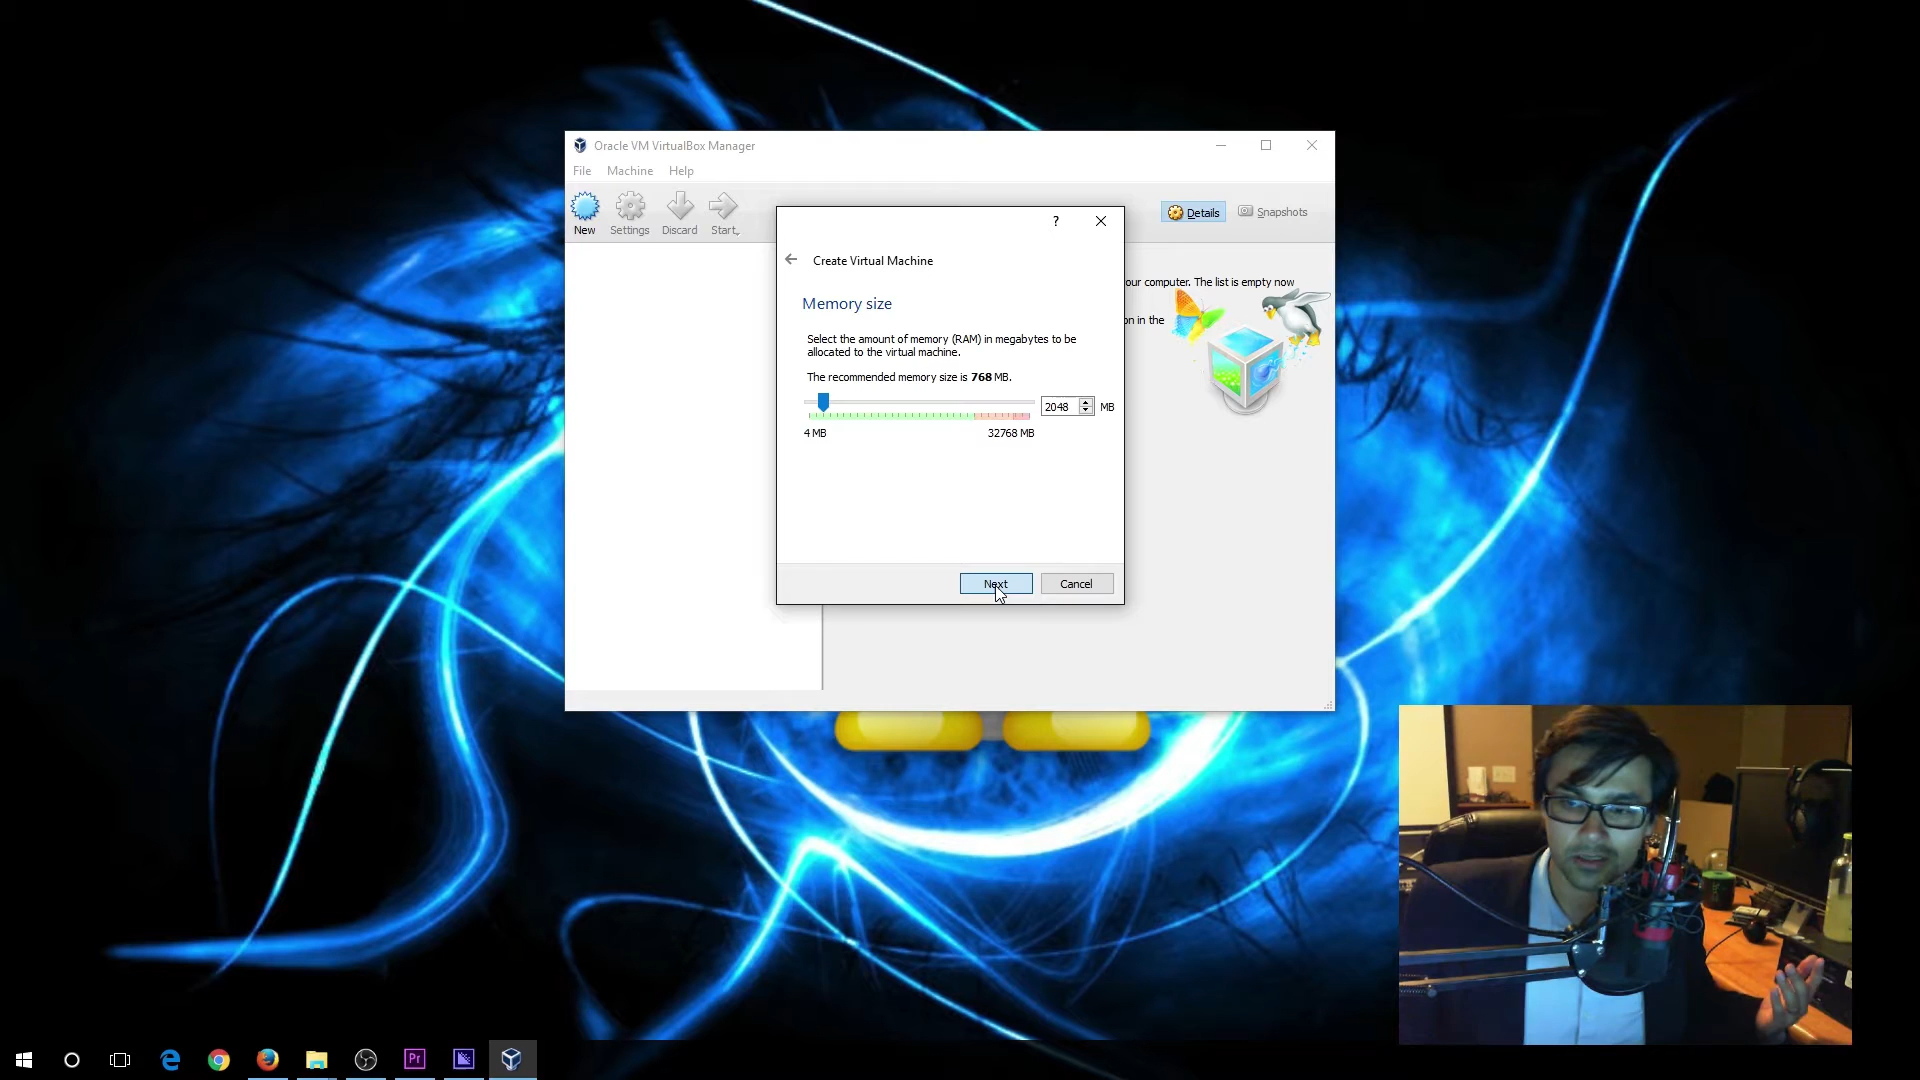 Oracle VM VirtualBox Manager
File Machine Help
New Settings Discard Start
Details Snapshots
? 
Create Virtual Machine
our computer. The list is empty now
on in the
Memory size
Select the amount of memory (RAM) in megabytes to be
allocated to the virtual machine.
The recommended memory size is 768 MB.
2048 MB
4 MB 32768 MB
Next Cancel
Pr